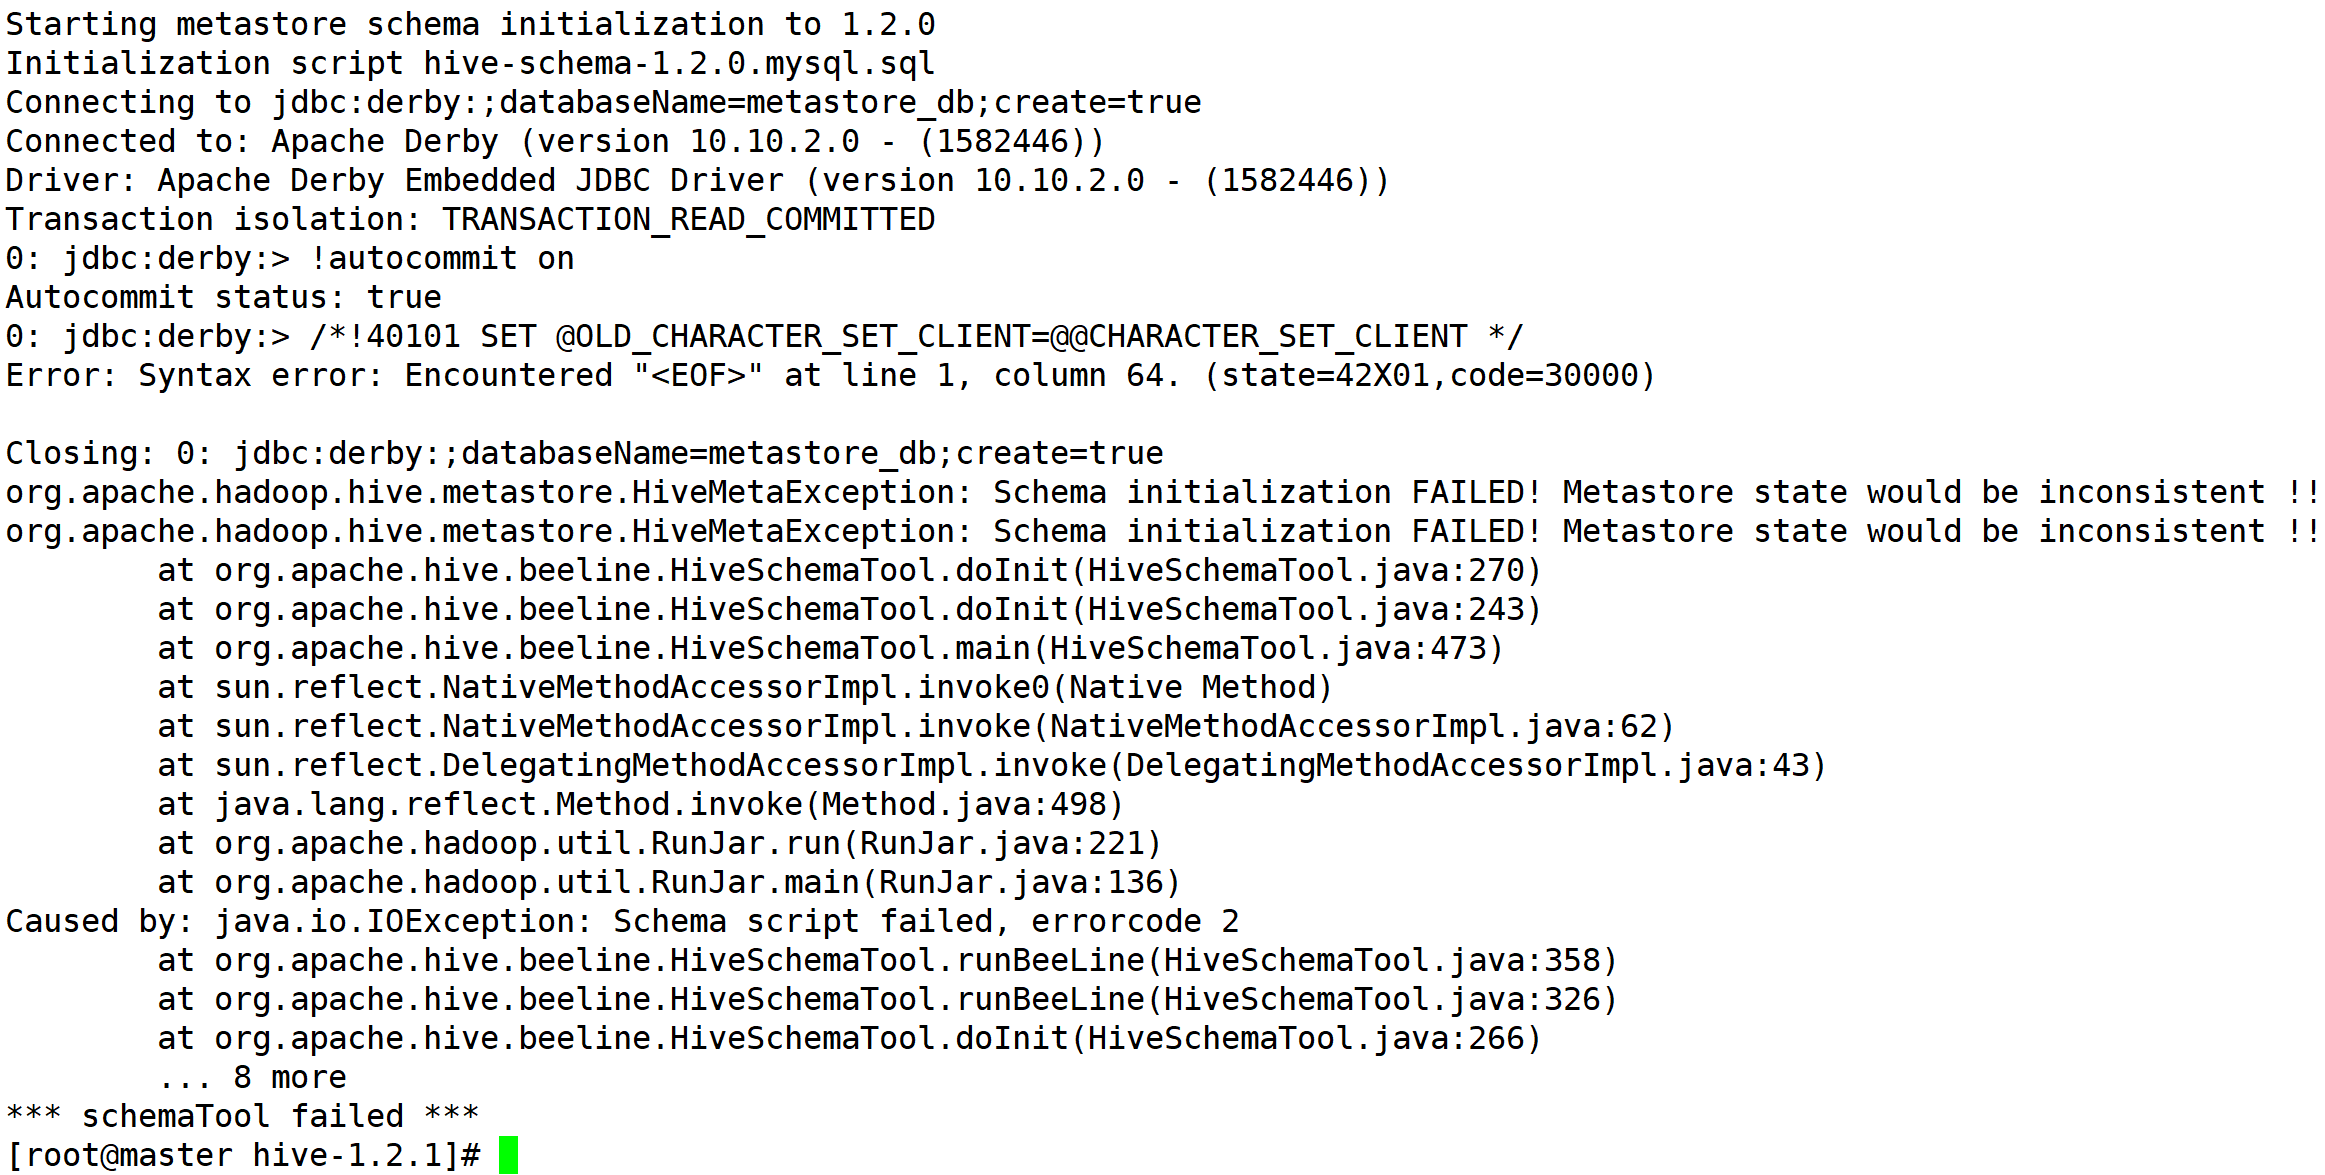 Starting metastore schema initialization to 1.2.0
Initialization script hive-schema-1.2.0.mysql.sql
Connecting to jdbc:derby:;databaseName=metastore_db;create=true
Connected to: Apache Derby (version 10.10.2.0 - (1582446))
Driver: Apache Derby Embedded JDBC Driver (version 10.10.2.0 - (1582446))
Transaction isolation: TRANSACTION_READ_COMMITTED
0: jdbc:derby:> !autocommit on
Autocommit status: true
0: jdbc:derby:> /*!40101 SET @OLD_CHARACTER_SET_CLIENT=@@CHARACTER_SET_CLIENT */
Error: Syntax error: Encountered "<EOF>" at line 1, column 64. (state=42X01,code=30000)

Closing: 0: jdbc:derby:;databaseName=metastore_db;create=true
org.apache.hadoop.hive.metastore.HiveMetaException: Schema initialization FAILED! Metastore state would be inconsistent !!
org.apache.hadoop.hive.metastore.HiveMetaException: Schema initialization FAILED! Metastore state would be inconsistent !!
        at org.apache.hive.beeline.HiveSchemaTool.doInit(HiveSchemaTool.java:270)
        at org.apache.hive.beeline.HiveSchemaTool.doInit(HiveSchemaTool.java:243)
        at org.apache.hive.beeline.HiveSchemaTool.main(HiveSchemaTool.java:473)
        at sun.reflect.NativeMethodAccessorImpl.invoke0(Native Method)
        at sun.reflect.NativeMethodAccessorImpl.invoke(NativeMethodAccessorImpl.java:62)
        at sun.reflect.DelegatingMethodAccessorImpl.invoke(DelegatingMethodAccessorImpl.java:43)
        at java.lang.reflect.Method.invoke(Method.java:498)
        at org.apache.hadoop.util.RunJar.run(RunJar.java:221)
        at org.apache.hadoop.util.RunJar.main(RunJar.java:136)
Caused by: java.io.IOException: Schema script failed, errorcode 2
        at org.apache.hive.beeline.HiveSchemaTool.runBeeLine(HiveSchemaTool.java:358)
        at org.apache.hive.beeline.HiveSchemaTool.runBeeLine(HiveSchemaTool.java:326)
        at org.apache.hive.beeline.HiveSchemaTool.doInit(HiveSchemaTool.java:266)
        ... 8 more
*** schemaTool failed ***
[root@master hive-1.2.1]#